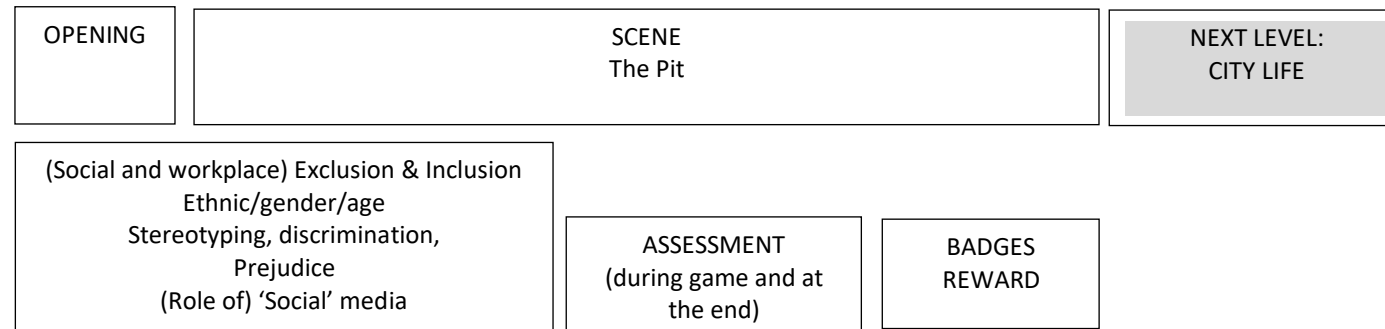 OPENING
SCENE
The Pit
NEXT LEVEL:
CITY LIFE
(Social and workplace) Exclusion & Inclusion
Ethnic/gender/age
Stereotyping, discrimination,
Prejudice
(Role of) ‘Social’ media
ASSESSMENT
(during game and at
the end)
BADGES
REWARD